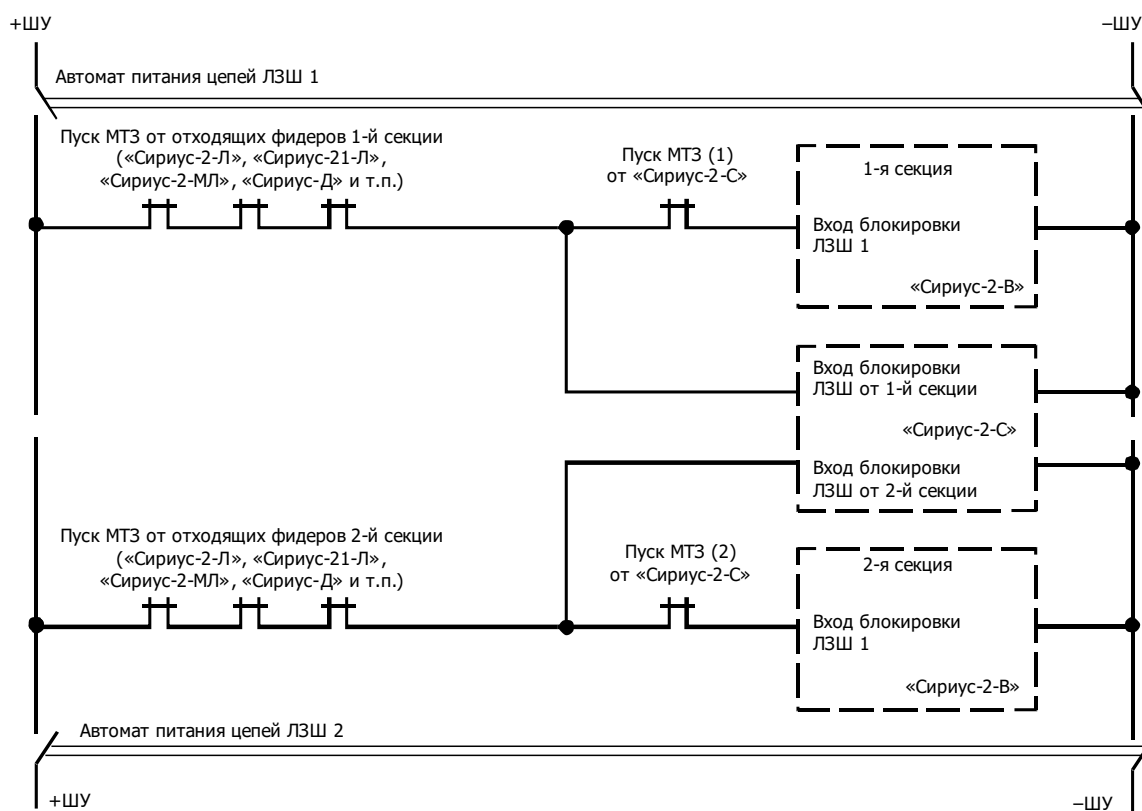 +ШУ
–ШУ
Автомат питания цепей ЛЗШ 1
Пуск МТЗ от отходящих фидеров 1-й секции
(«Сириус-2-Л», «Сириус-21-Л»,
«Сириус-2-МЛ», «Сириус-Д» и т.п.)
Пуск МТЗ (1)
от «Сириус-2-С»
1-я секция
Вход блокировки
ЛЗШ 1
«Сириус-2-В»
Вход блокировки
ЛЗШ от 1-й секции
«Сириус-2-С»
Вход блокировки
ЛЗШ от 2-й секции
Пуск МТЗ от отходящих фидеров 2-й секции
(«Сириус-2-Л», «Сириус-21-Л»,
«Сириус-2-МЛ», «Сириус-Д» и т.п.)
Пуск МТЗ (2)
от «Сириус-2-С»
2-я секция
Вход блокировки
ЛЗШ 1
«Сириус-2-В»
Автомат питания цепей ЛЗШ 2
+ШУ
–ШУ